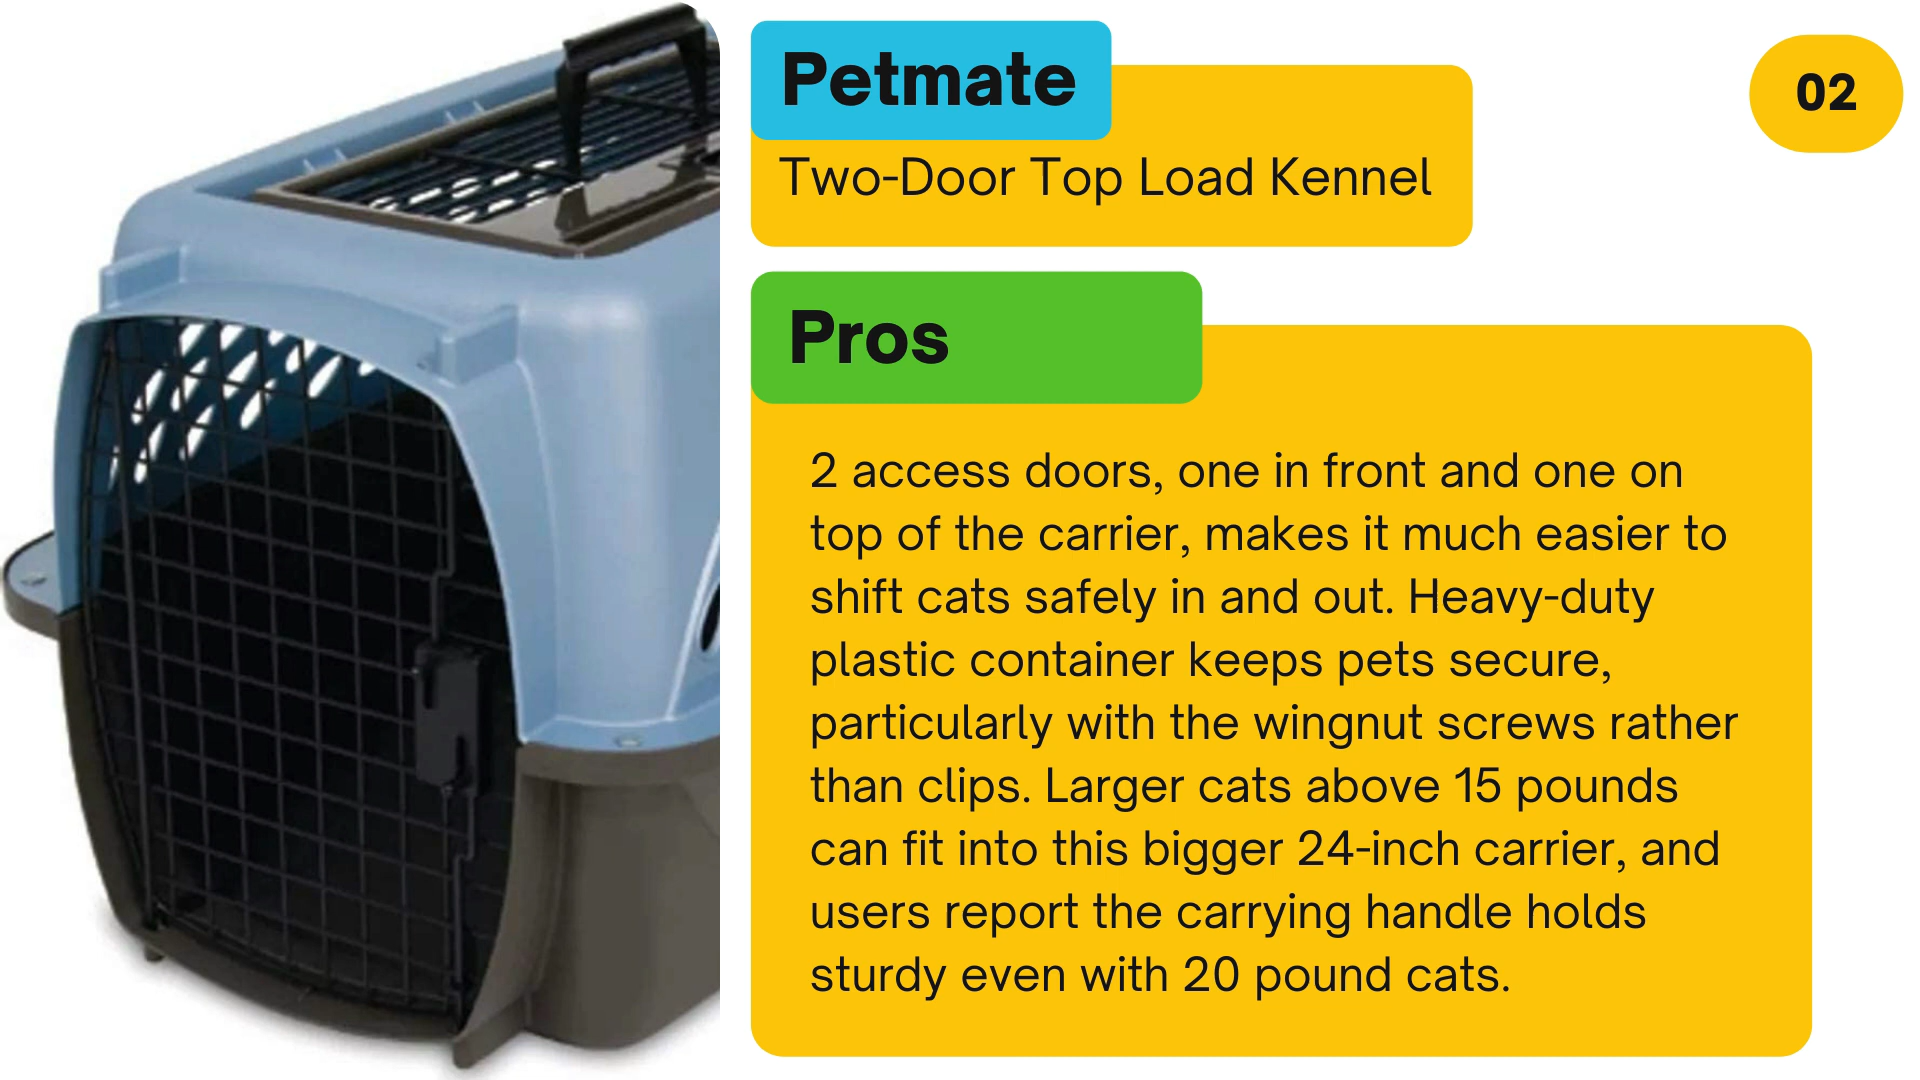 Petmate
02
Two-Door Top Load Kennel
Pros
2 access doors, one in front and one on
top of the carrier, makes it much easier to
shift cats safely in and out. Heavy-duty
plastic container keeps pets secure,
particularly with the wingnut screws rather
than clips. Larger cats above 15 pounds
can fit into this bigger 24-inch carrier, and
users report the carrying handle holds
sturdy even with 20 pound cats.